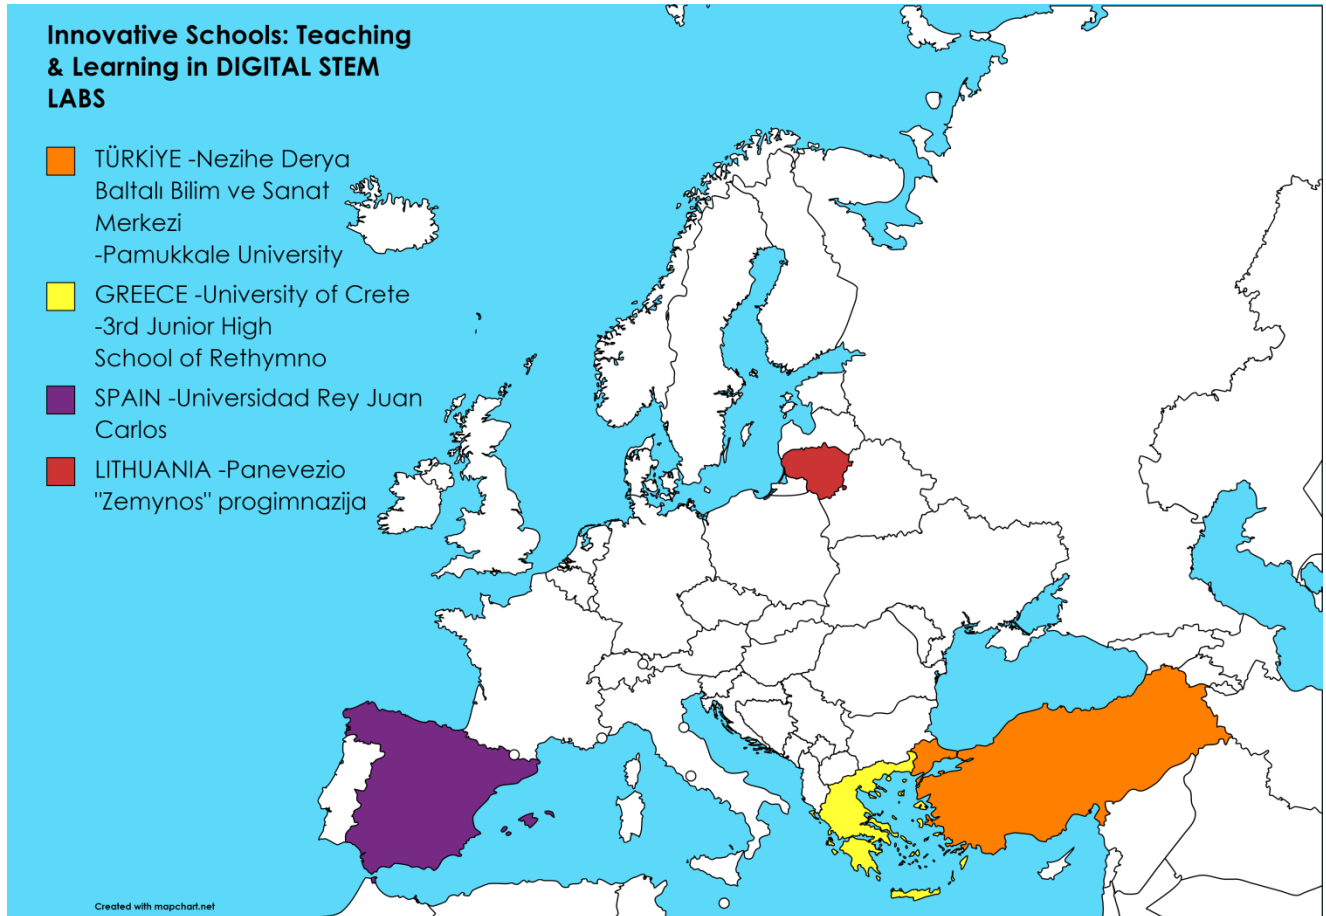 Innovative Schools: Teaching
& Learning in DIGITAL STEM
LABS
TÜRKİYE -Nezihe Derya
Baltalı Bilim ve Sanat
Merkezi
-Pamukkale University
GREECE -University of Crete
-3rd Junior High
School of Rethymno
SPAIN -Universidad Rey Juan
Carlos
LITHUANIA -Panevezio
"Zemynos" progimnazija
Created with mapchart.net